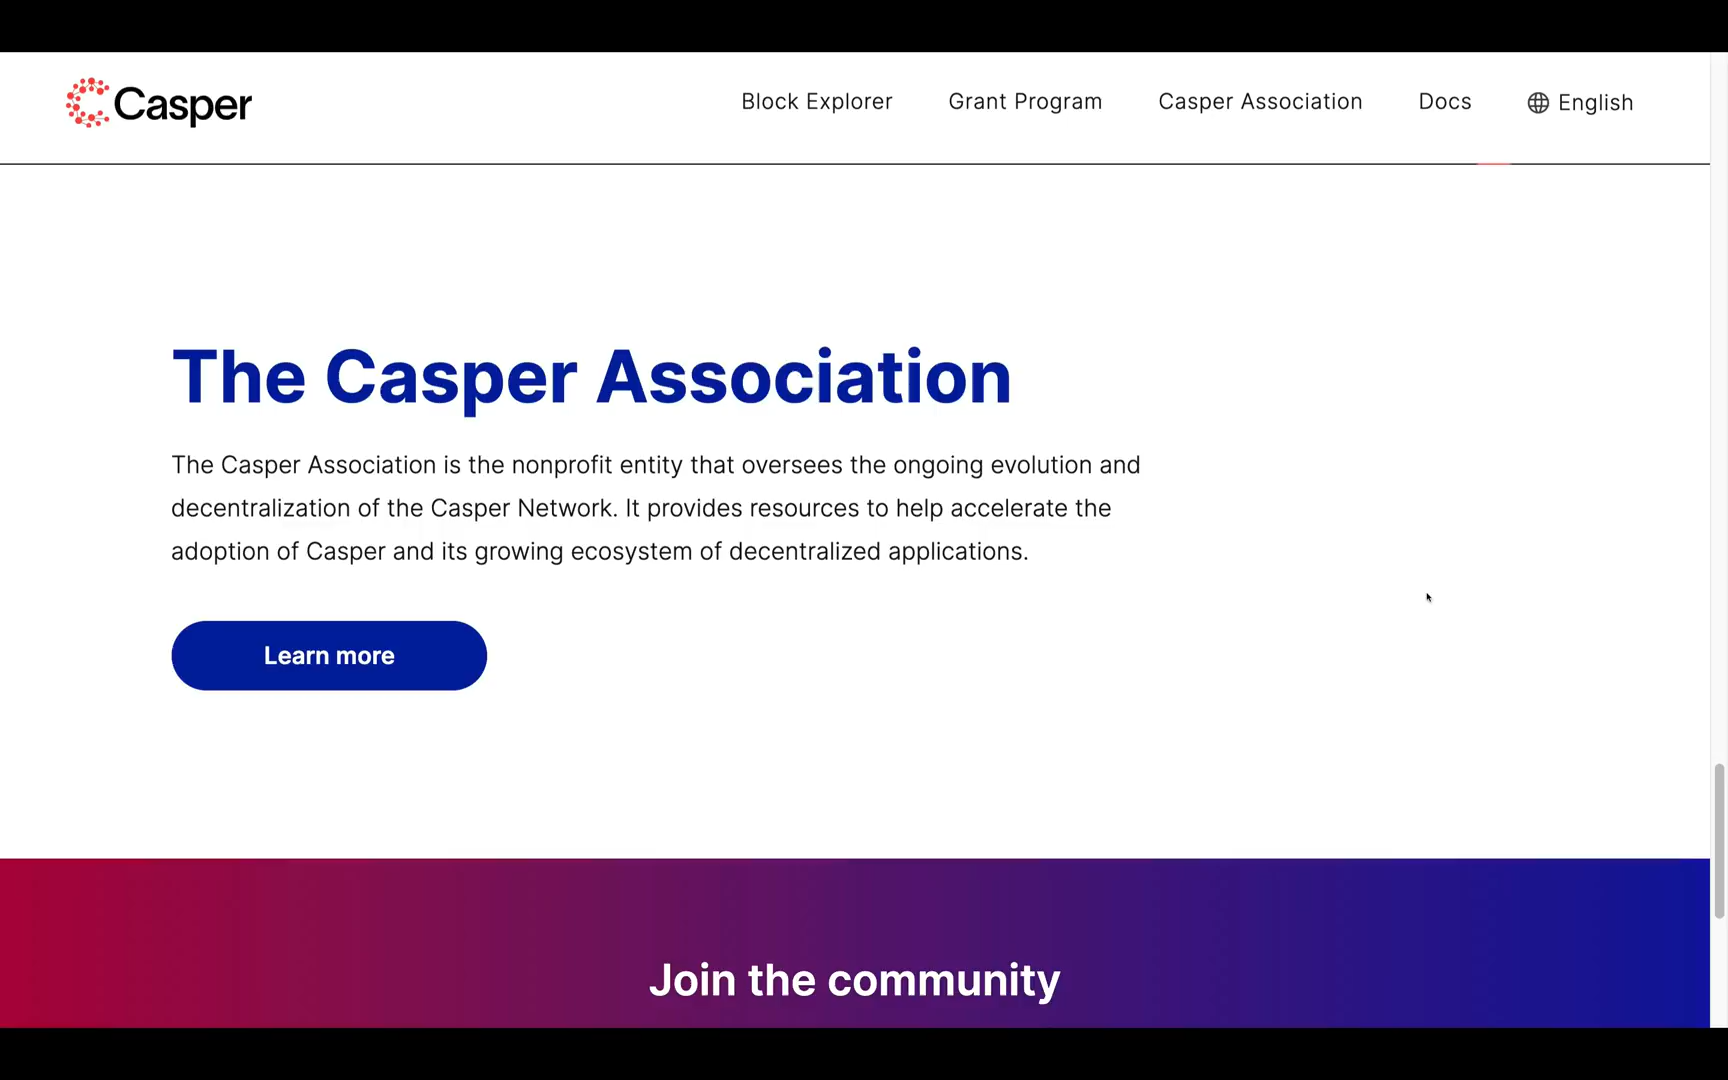 Casper
Block Explorer
Grant Program
Casper Association
Docs
English
The Casper Association
The Casper Association is the nonprofit entity that oversees the ongoing evolution and
decentralization of the Casper Network. It provides resources to help accelerate the
adoption of Casper and its growing ecosystem of decentralized applications.
Learn more
Join the community